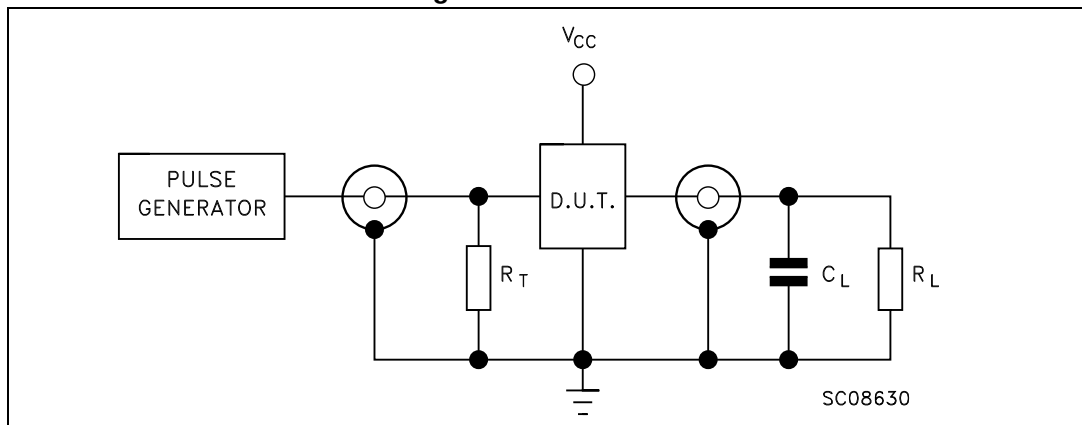 g
VCC
PULSE
GENERATOR
D.U.T.
RT
CL
RL
SC08630